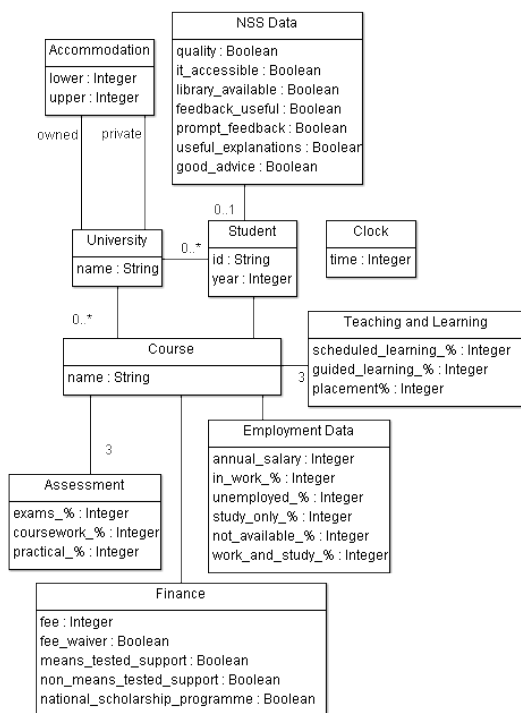 NSS Data
quality : Boolean
it_accessible : Boolean
library_available : Boolean
feedback_useful : Boolean
prompt_feedback : Boolean
useful_explanations : Boolean
good_advice : Boolean
Accommodation
lower : Integer
upper : Integer
owned
private
0..1
University
name : String
0..*
Student
id : String
year : Integer
Clock
time : Integer
0..*
Course
name : String
Teaching and Learning
scheduled_learning_% : Integer
guided_learning_% : Integer
placement% : Integer
3
3
Employment Data
annual_salary : Integer
in_work_% : Integer
unemployed_% : Integer
study_only_% : Integer
not_available_% : Integer
work_and_study_% : Integer
Assessment
exams_% : Integer
coursework_% : Integer
practical_% : Integer
Finance
fee : Integer
fee_waiver : Boolean
means_tested_support : Boolean
non_means_tested_support : Boolean
national_scholarship_programme : Boolean